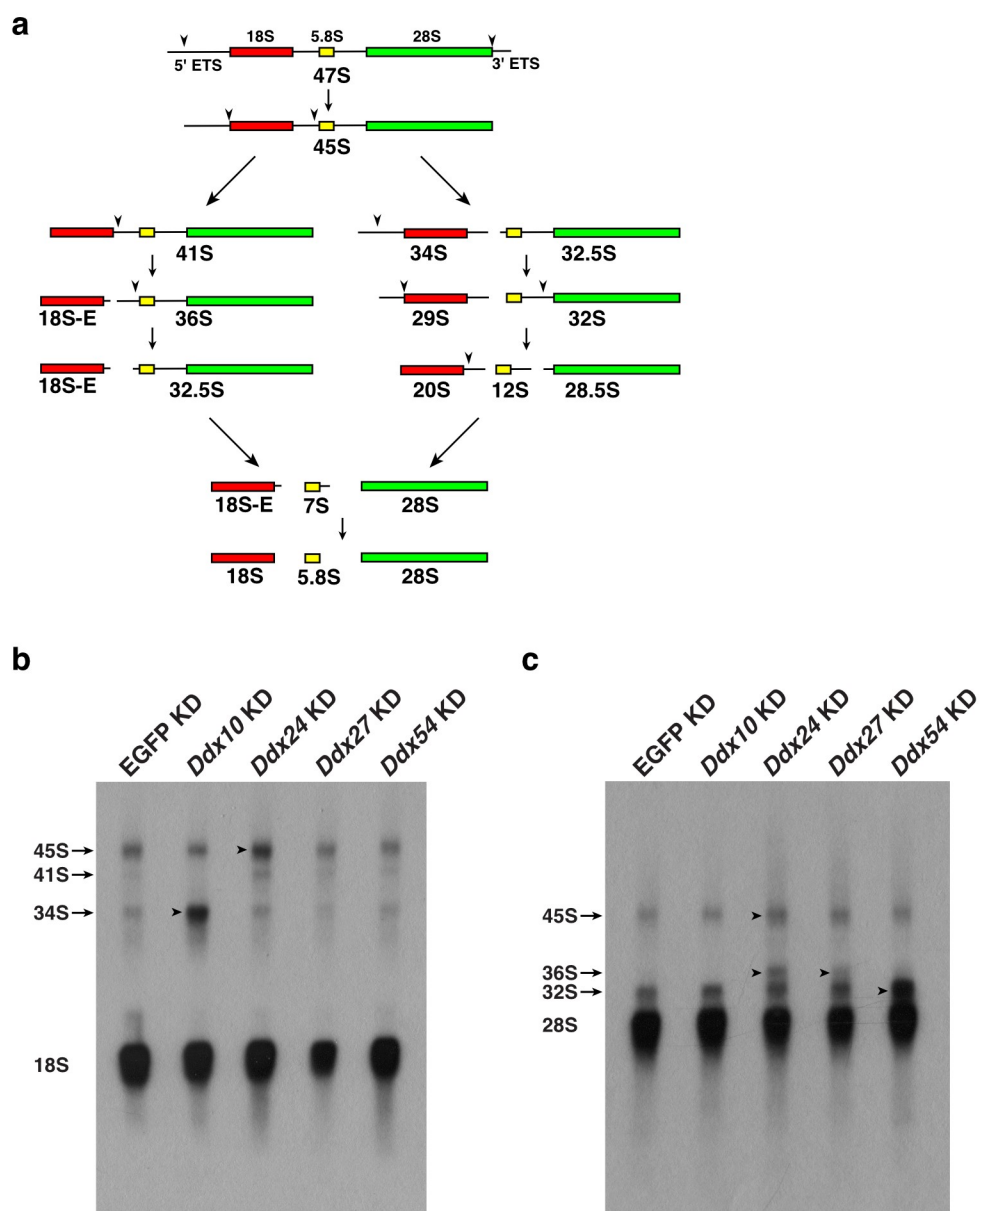 a
18S 5.8S 28S
5' ETS 3' ETS
47S
45S
41S 34S 32.5S
18S-E 36S 29S 32S
18S-E 32.5S 20S 12S 28.5S
18S-E 7S 28S
18S 5.8S 28S
b
EGFP KD
Ddx10 KD
Ddx24 KD
Ddx27 KD
Ddx54 KD
45S
41S
34S
18S
c
EGFP KD
Ddx10 KD
Ddx24 KD
Ddx27 KD
Ddx54 KD
45S
36S
32S
28S